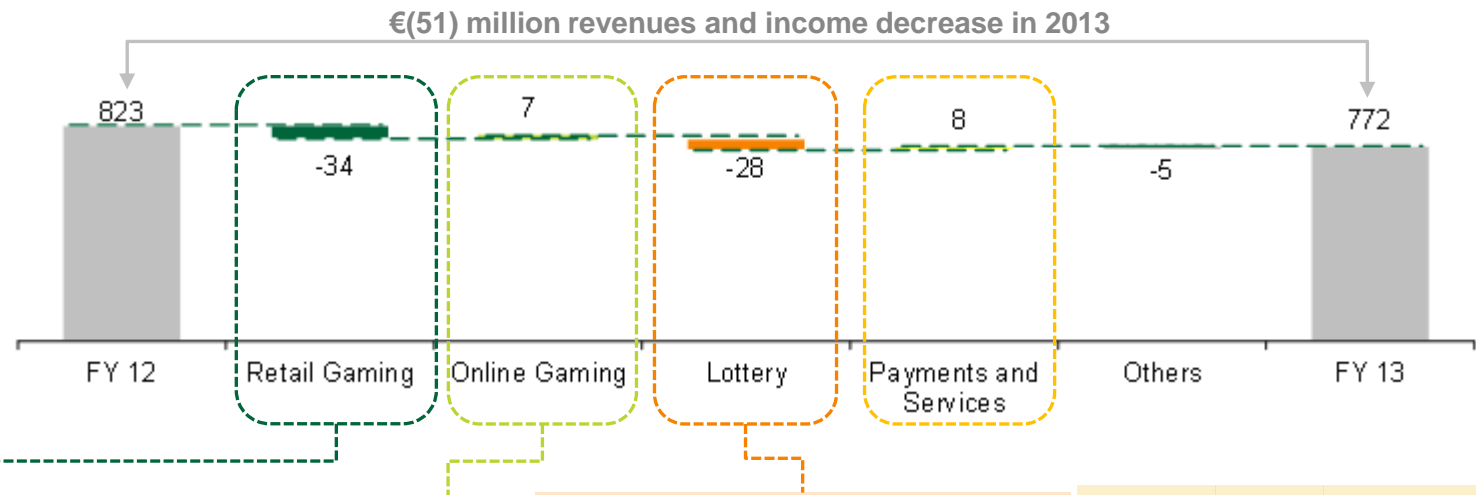 €(51) million revenues and income decrease in 2013
823
-34
7
-28
8
-5
772
FY 12
Retail Gaming
Online Gaming
Lottery
Payments and
Services
Others
FY 13